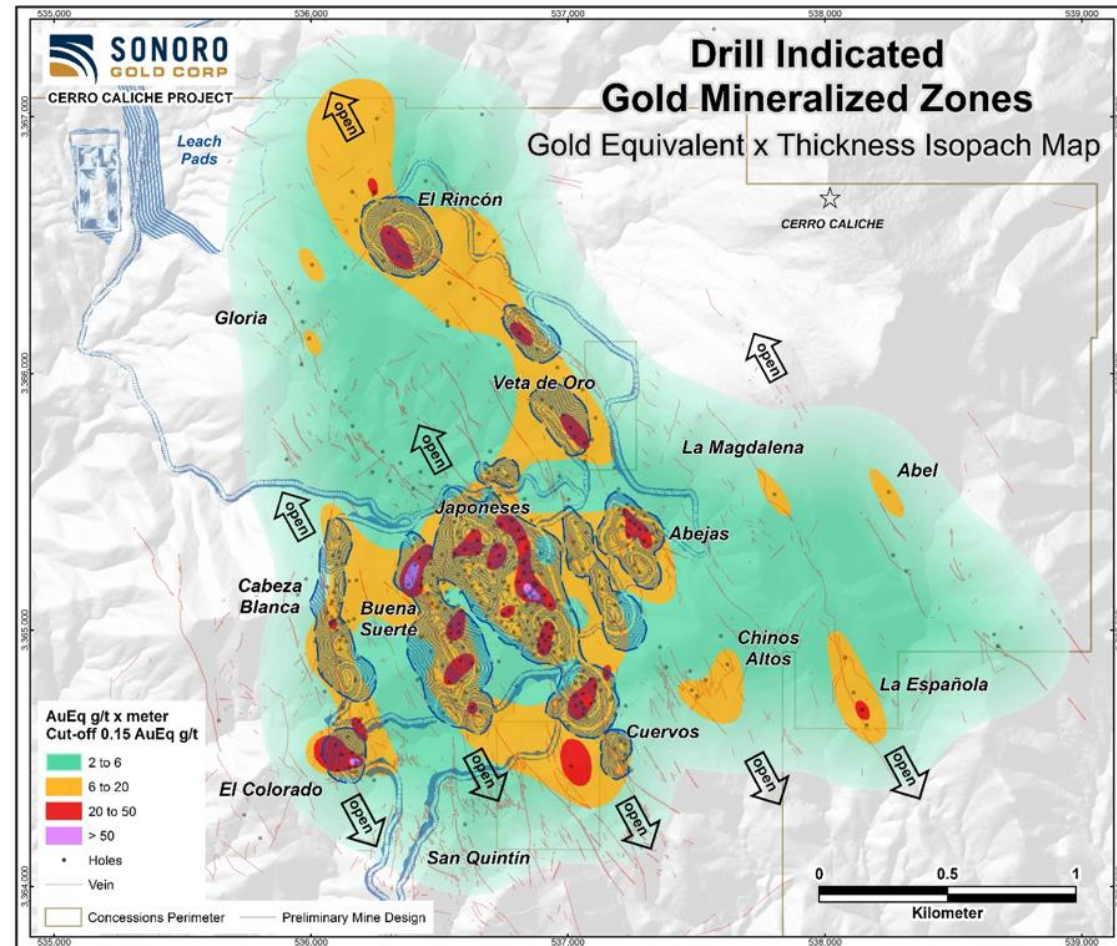 535,000 536,000 537,000 538,000 539,000
SONORO
GOLD CORP
CERRO CALICHE PROJECT
Drill Indicated
Gold Mineralized Zones
Gold Equivalent x Thickness Isopach Map
3,367,000
open
Leach
Pads
El Rincón
CERRO CALICHE
Gloria
open
3,366,000
Veta de Oro
open
La Magdalena
Abel
open
Japoneses
Abejas
Cabeza
Blanca
Buena
Suerte
3,365,000
Chinos
Altos
La Española
AuEq g/t x meter
Cut-off 0.15 AuEq g/t
2 to 6
6 to 20
20 to 50
> 50
Holes
Vein
Concessions Perimeter
Preliminary Mine Design
Cuervos
El Colorado
open
open
open
open
open
San Quintín
3,364,000
0 0.5 1
Kilometer
535,000 536,000 537,000 538,000 539,000